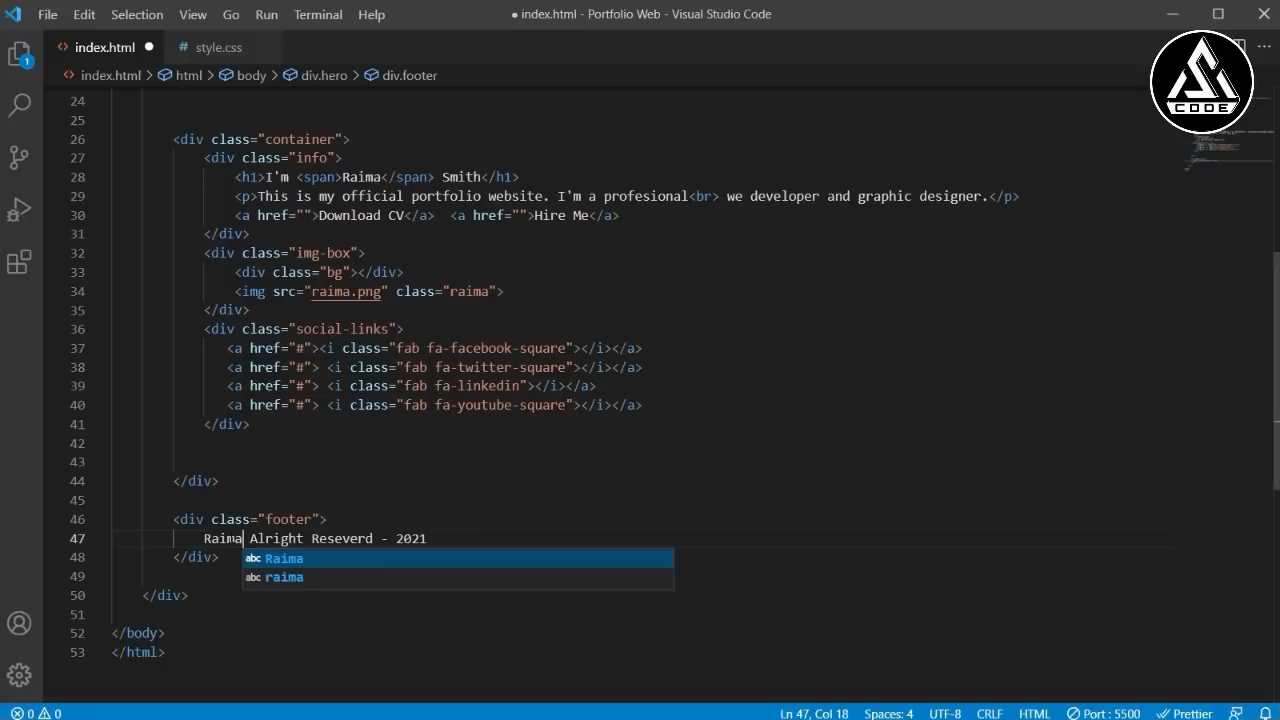 File Edit Selection View Go Run Terminal Help ● index.html - Portfolio Web - Visual Studio Code
index.html ● # style.css
index.html > html > body > div.hero > div.footer
CODE
1
24
25
26 <div class="container">
27 <div class="info">
28 <h1>I'm <span>Raima</span> Smith</h1>
29 <p>This is my official portfolio website. I'm a profesional<br> we developer and graphic designer.</p>
30 <a href="">Download CV</a> <a href="">Hire Me</a>
31 </div>
32 <div class="img-box">
33 <div class="bg"></div>
34 <img src="raima.png" class="raima">
35 </div>
36 <div class="social-links">
37 <a href="#"><i class="fab fa-facebook-square"></i></a>
38 <a href="#"> <i class="fab fa-twitter-square"></i></a>
39 <a href="#"> <i class="fab fa-linkedin"></i></a>
40 <a href="#"> <i class="fab fa-youtube-square"></i></a>
41 </div>
42
43
44 </div>
45
46 <div class="footer">
47 Raima Alright Reseverd - 2021
48 </div>
abc Raima
abc raima
49
50 </div>
51
52 </body>
53 </html>
0 0 Ln 47, Col 18 Spaces: 4 UTF-8 CRLF HTML Port : 5500 Prettier